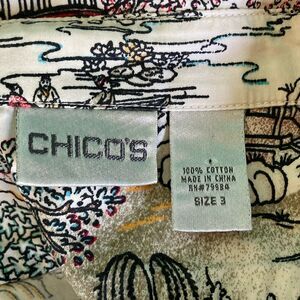 CHICO'S
100% COTTON
MADE IN CHINA
RN#79984
SIZE 3